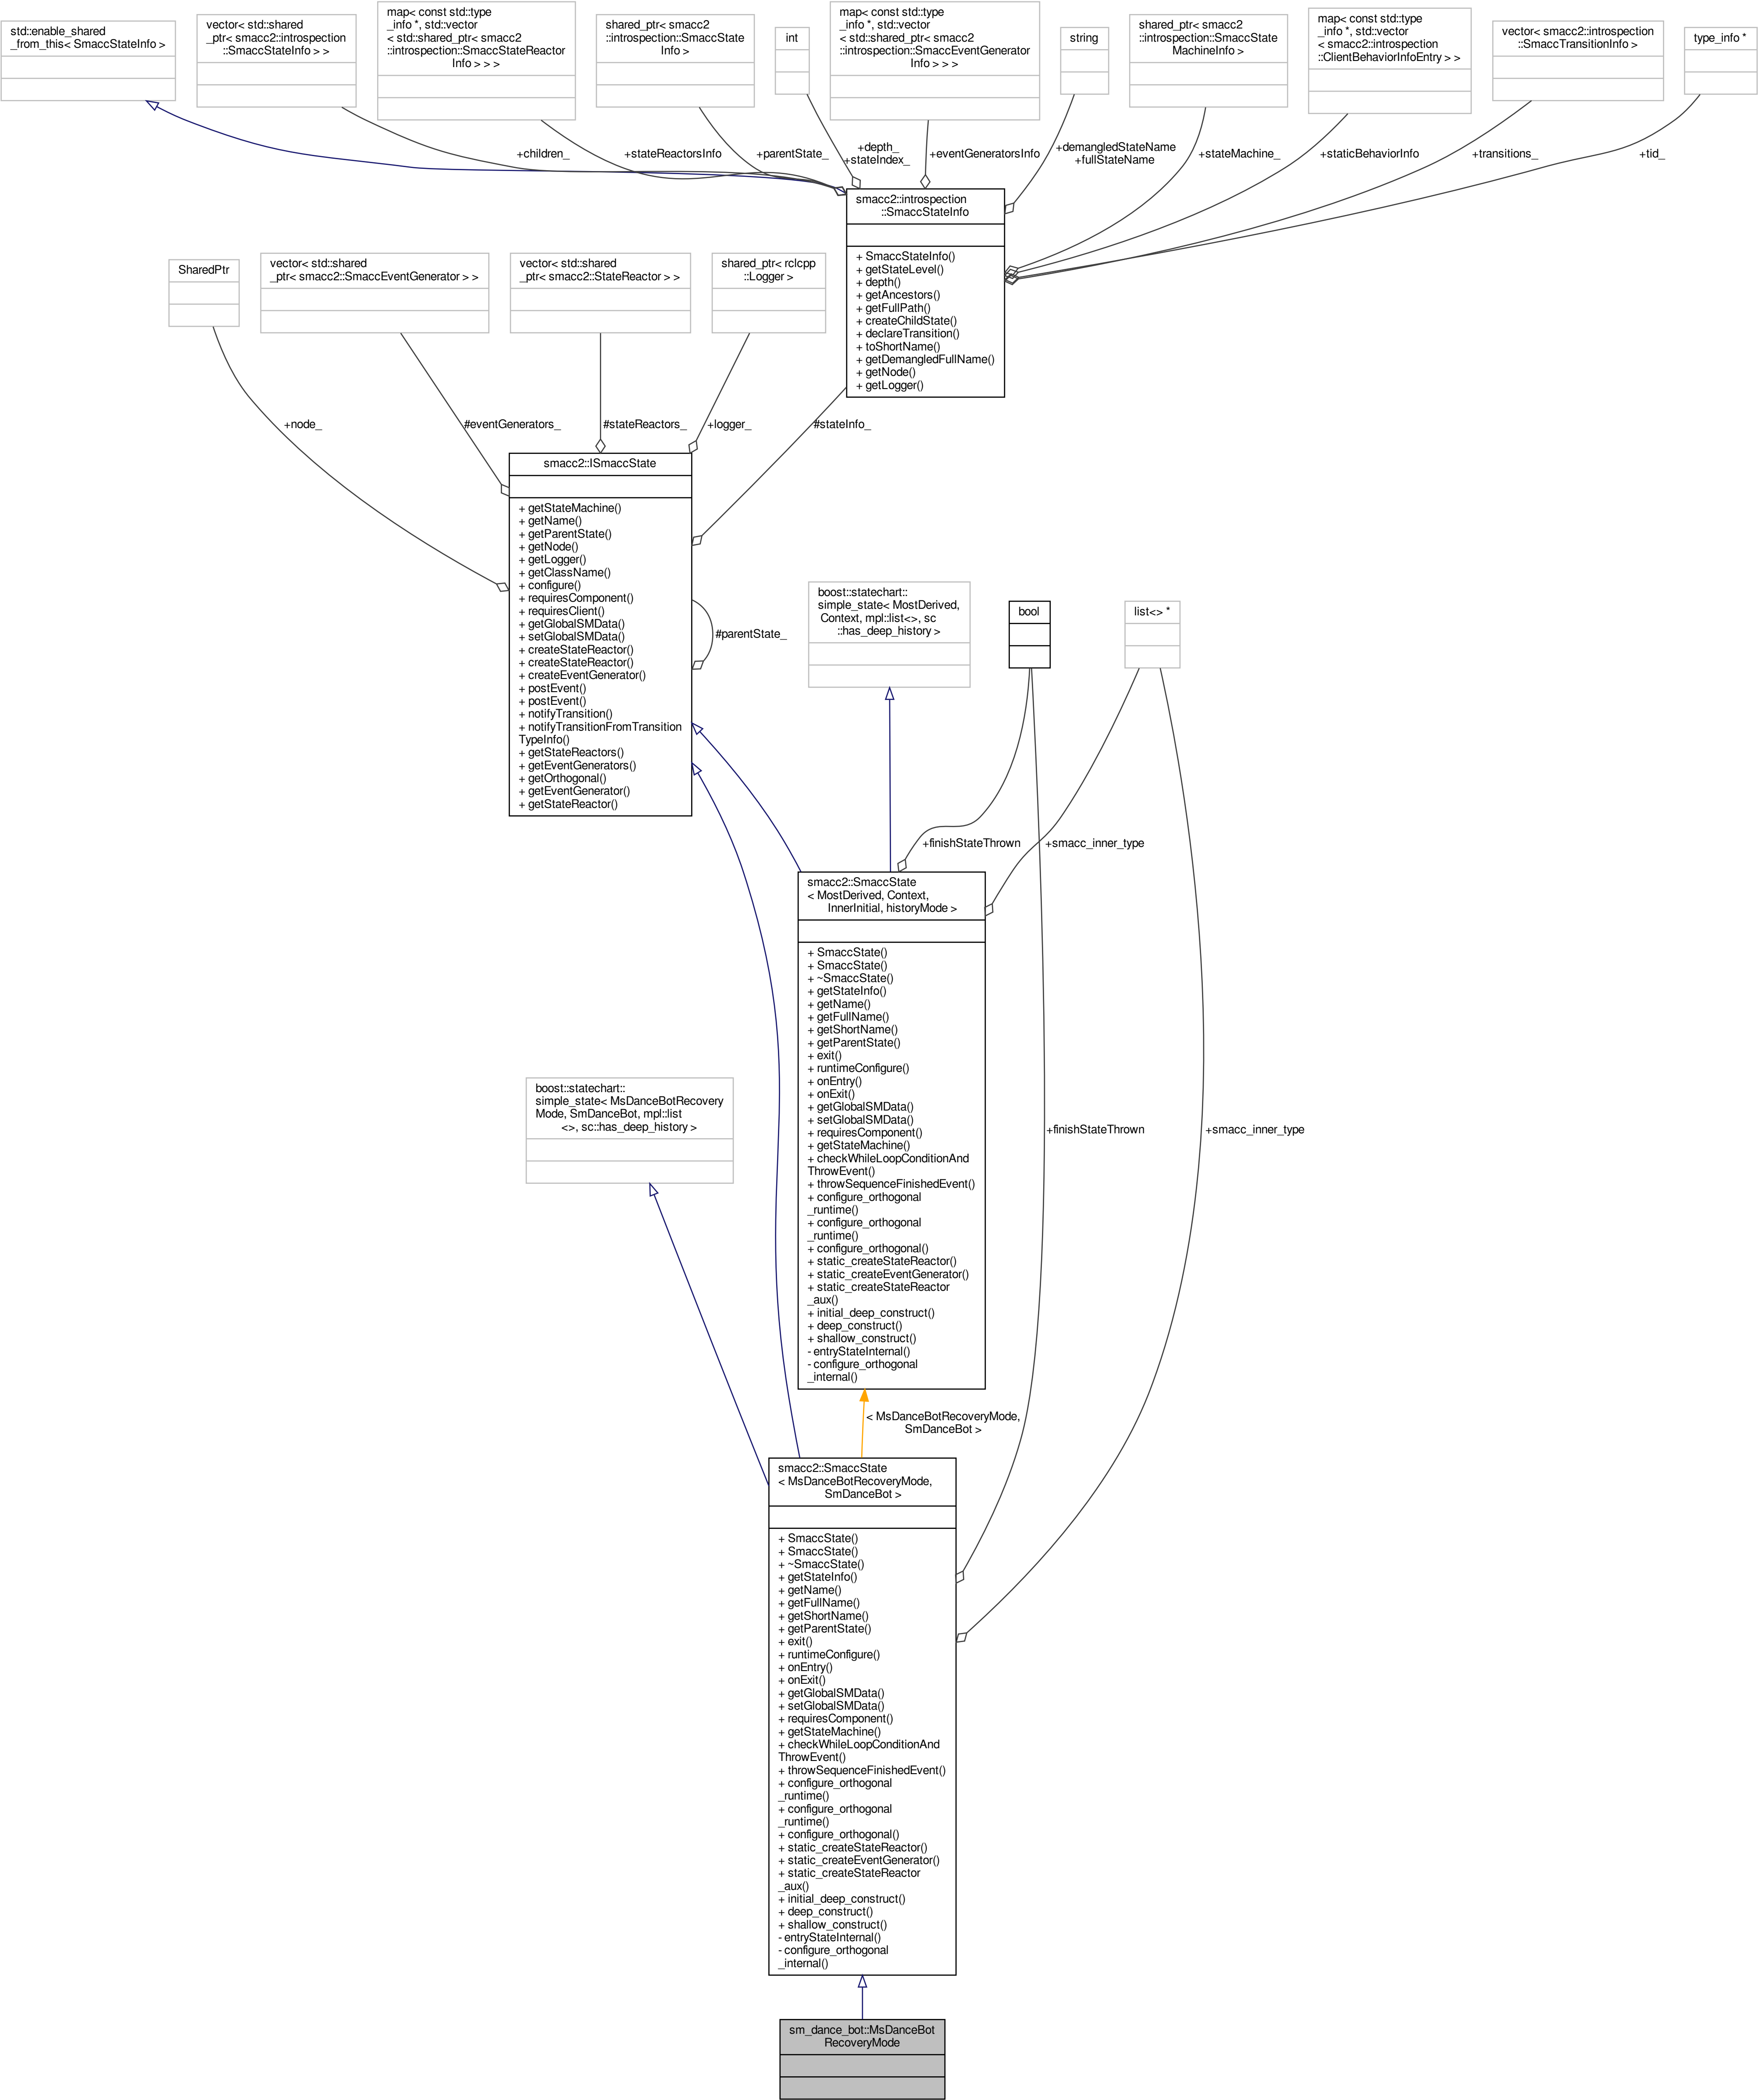 std::enable_shared
_from_this< SmaccStateInfo >
vector< std::shared
_ptr< smacc2::introspection
::SmaccStateInfo > >
map< const std::type
_info *, std::vector
< std::shared_ptr< smacc2
::introspection::SmaccStateReactor
Info > > >
shared_ptr< smacc2
::introspection::SmaccState
Info >
int
map< const std::type
_info *, std::vector
< std::shared_ptr< smacc2
::introspection::SmaccEventGenerator
Info > > >
string
shared_ptr< smacc2
::introspection::SmaccState
MachineInfo >
map< const std::type
_info *, std::vector
< smacc2::introspection
::ClientBehaviorInfoEntry > >
vector< smacc2::introspection
::SmaccTransitionInfo >
type_info *
+children_
+stateReactorsInfo
+parentState_
+depth_
+stateIndex_
+eventGeneratorsInfo
+demangledStateName
+fullStateName
+stateMachine_
+staticBehaviorInfo
+transitions_
+tid_
smacc2::introspection
::SmaccStateInfo
+ SmaccStateInfo()
+ getStateLevel()
+ depth()
+ getAncestors()
+ getFullPath()
+ createChildState()
+ declareTransition()
+ toShortName()
+ getDemangledFullName()
+ getNode()
+ getLogger()
SharedPtr
vector< std::shared
_ptr< smacc2::SmaccEventGenerator > >
vector< std::shared
_ptr< smacc2::StateReactor > >
shared_ptr< rclcpp
::Logger >
+node_
#eventGenerators_
#stateReactors_
+logger_
#stateInfo_
smacc2::ISmaccState
+ getStateMachine()
+ getName()
+ getParentState()
+ getNode()
+ getLogger()
+ getClassName()
+ configure()
+ requiresComponent()
+ requiresClient()
+ getGlobalSMData()
+ setGlobalSMData()
+ createStateReactor()
+ createStateReactor()
+ createEventGenerator()
+ postEvent()
+ postEvent()
+ notifyTransition()
+ notifyTransitionFromTransition
TypeInfo()
+ getStateReactors()
+ getEventGenerators()
+ getOrthogonal()
+ getEventGenerator()
+ getStateReactor()
#parentState_
boost::statechart::
simple_state< MostDerived,
Context, mpl::list<>, sc
::has_deep_history >
bool
list<> *
+finishStateThrown
+smacc_inner_type
smacc2::SmaccState
< MostDerived, Context,
InnerInitial, historyMode >
+ SmaccState()
+ SmaccState()
+ ~SmaccState()
+ getStateInfo()
+ getName()
+ getFullName()
+ getShortName()
+ getParentState()
+ exit()
+ runtimeConfigure()
+ onEntry()
+ onExit()
+ getGlobalSMData()
+ setGlobalSMData()
+ requiresComponent()
+ getStateMachine()
+ checkWhileLoopConditionAnd
ThrowEvent()
+ throwSequenceFinishedEvent()
+ configure_orthogonal
_runtime()
+ configure_orthogonal
_runtime()
+ configure_orthogonal()
+ static_createStateReactor()
+ static_createEventGenerator()
+ static_createStateReactor
_aux()
+ initial_deep_construct()
+ deep_construct()
+ shallow_construct()
- entryStateInternal()
- configure_orthogonal
_internal()
boost::statechart::
simple_state< MsDanceBotRecovery
Mode, SmDanceBot, mpl::list
<>, sc::has_deep_history >
+finishStateThrown
+smacc_inner_type
< MsDanceBotRecoveryMode,
SmDanceBot >
smacc2::SmaccState
< MsDanceBotRecoveryMode,
SmDanceBot >
+ SmaccState()
+ SmaccState()
+ ~SmaccState()
+ getStateInfo()
+ getName()
+ getFullName()
+ getShortName()
+ getParentState()
+ exit()
+ runtimeConfigure()
+ onEntry()
+ onExit()
+ getGlobalSMData()
+ setGlobalSMData()
+ requiresComponent()
+ getStateMachine()
+ checkWhileLoopConditionAnd
ThrowEvent()
+ throwSequenceFinishedEvent()
+ configure_orthogonal
_runtime()
+ configure_orthogonal
_runtime()
+ configure_orthogonal()
+ static_createStateReactor()
+ static_createEventGenerator()
+ static_createStateReactor
_aux()
+ initial_deep_construct()
+ deep_construct()
+ shallow_construct()
- entryStateInternal()
- configure_orthogonal
_internal()
sm_dance_bot::MsDanceBot
RecoveryMode